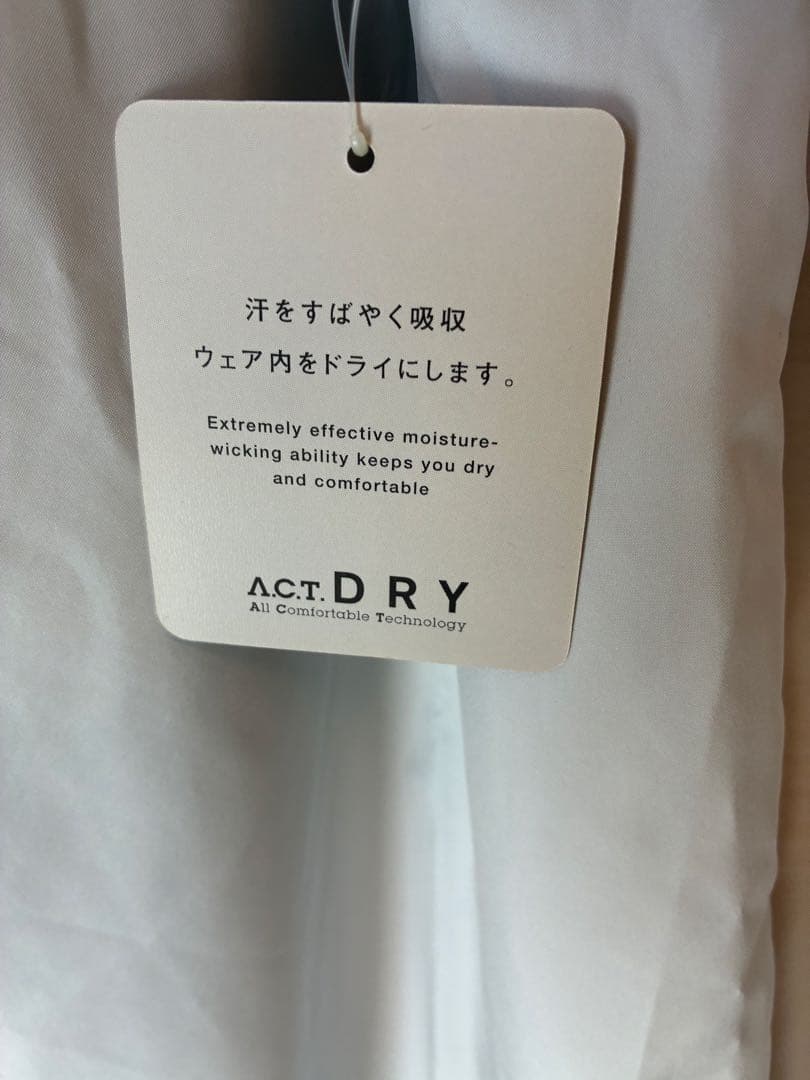 汗をすばやく吸収
ウェア内をドライにします。
Extremely effective moisture-
wicking ability keeps you dry
and comfortable
A.C.T. DRY
All Comfortable Technology